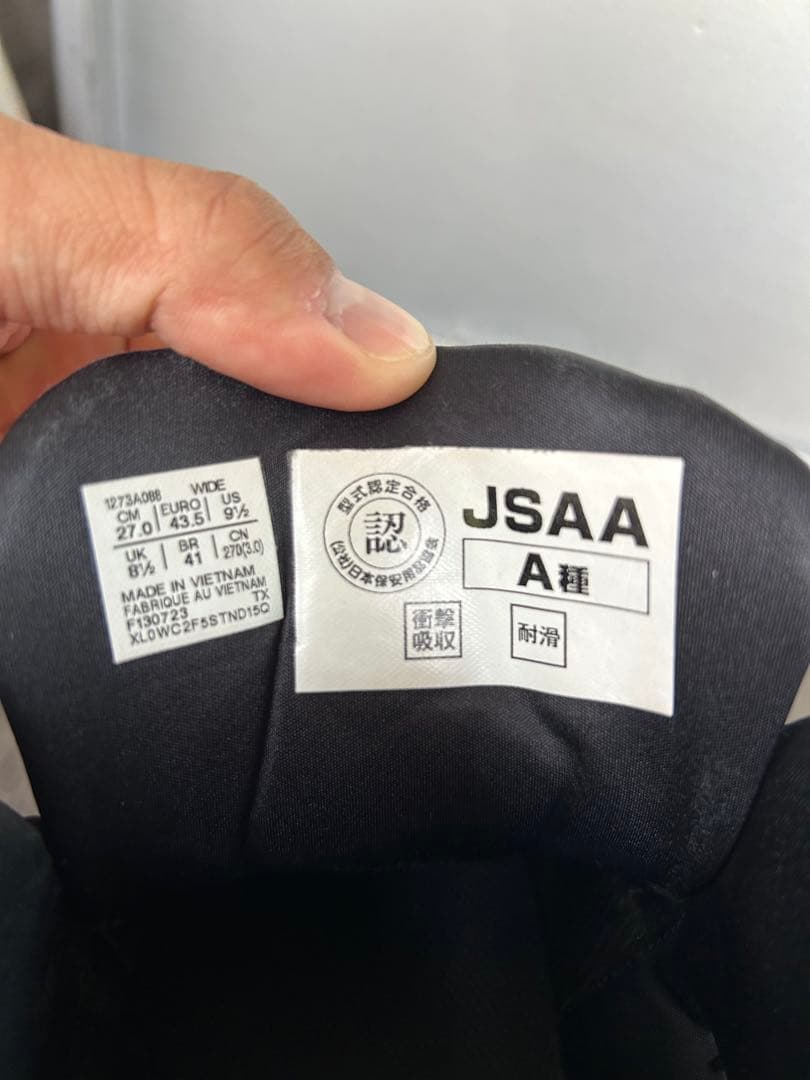 1273A088 WIDE
CM EURO US
27.0 43.5 9½
UK BR CN
8½ 41 270(3.0)
MADE IN VIETNAM
FABRIQUE AU VIETNAM
F130723 TX
XL0WC2F5STND15Q
型式認定合格
認
(公社)日本保安用品協会
JSAA
A種
衝撃
吸収
耐滑